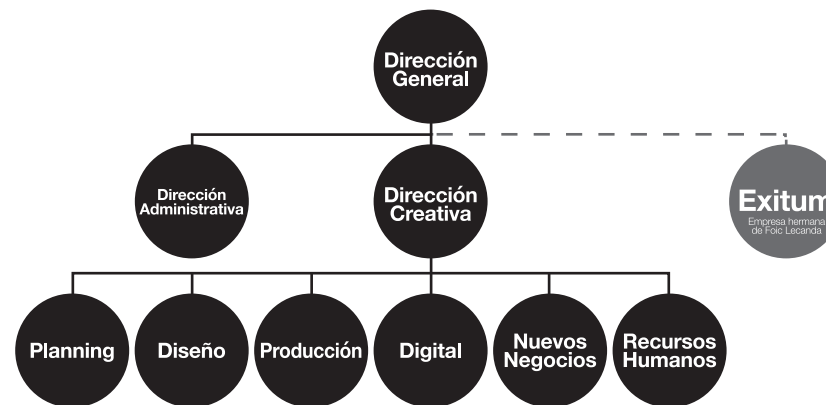 Dirección
General
Dirección
Administrativa
Dirección
Creativa
Exitum
Empresa hermana
de Foic Lecanda
Planning
Diseño
Producción
Digital
Nuevos
Negocios
Recursos
Humanos